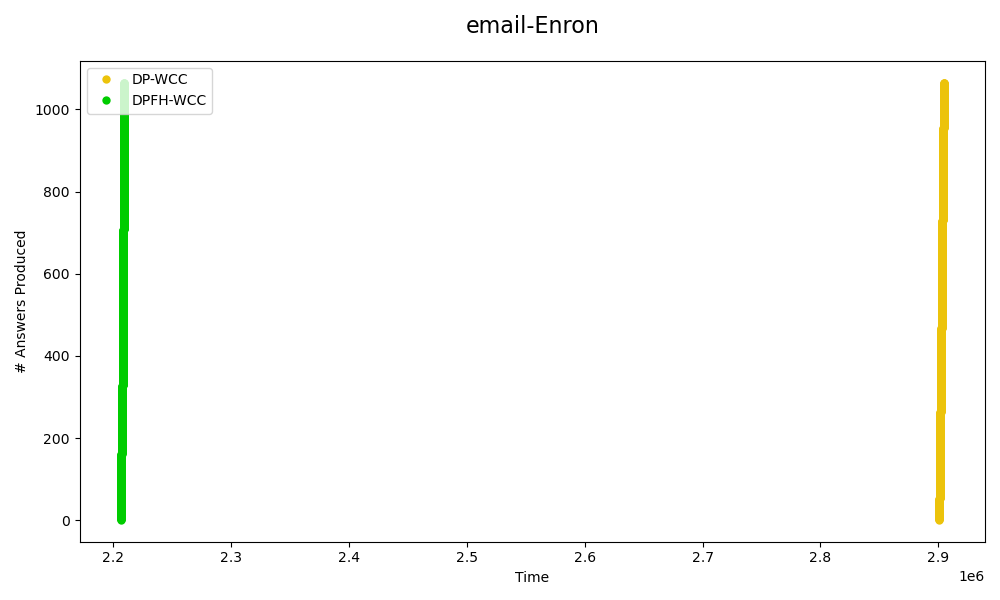 email-Enron
DP-WCC
DPFH-WCC
# Answers Produced
1000
800
600
400
200
0
2.2 2.3 2.4 2.5 2.6 2.7 2.8 2.9
1e6
Time